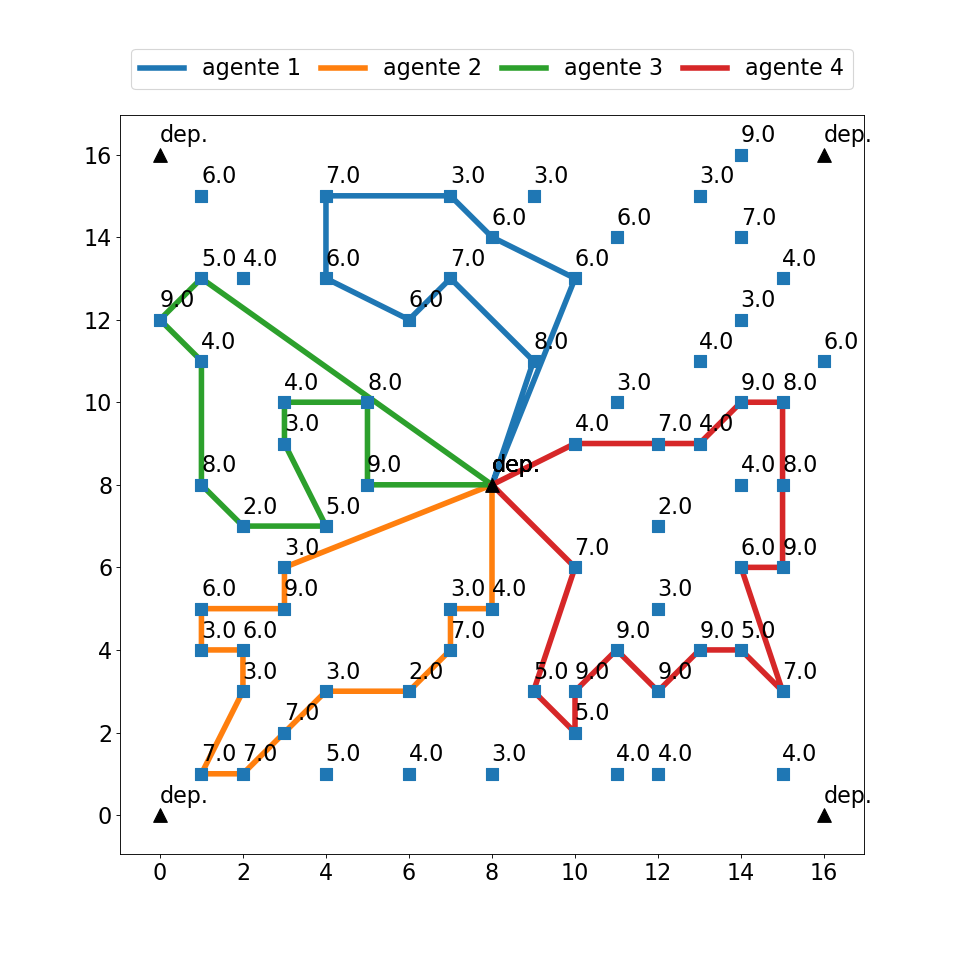 agente 1 agente 2 agente 3 agente 4
dep. 9.0 dep.
16
6.0 7.0 3.0 3.0 3.0
6.0 6.0 7.0
14
5.0 4.0 6.0 7.0 6.0 4.0
9.0 6.0 3.0
12
4.0 8.0 4.0 6.0
4.0 8.0 3.0 9.0 8.0
10
3.0 4.0 7.0 4.0
8.0 9.0 dep. dep. 4.0 8.0
8
2.0 5.0 2.0
3.0 7.0 6.0 9.0
6
6.0 9.0 3.0 4.0 3.0
3.0 6.0 7.0 9.0 9.0 5.0
4
3.0 3.0 2.0 5.0 9.0 9.0 7.0
7.0 5.0
2
7.0 7.0 5.0 4.0 3.0 4.0 4.0 4.0
dep. dep.
0
0 2 4 6 8 10 12 14 16